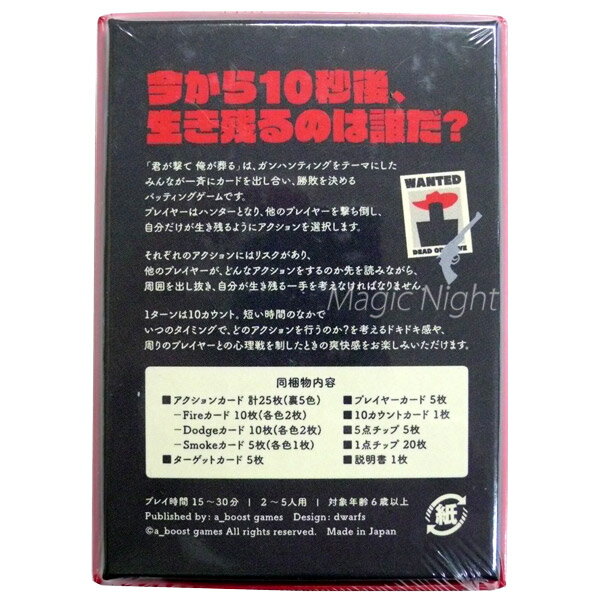 今から10秒後、
生き残るのは誰だ?
「君が撃て 俺が葬る」は、ガンハンティングをテーマにした
みんなが一斉にカードを出し合い、勝敗を決める
バッティングゲームです。
プレイヤーはハンターとなり、他のプレイヤーを撃ち倒し、
自分だけが生き残るようにアクションを選択します。
WANTED
DEAD OR
それぞれのアクションにはリスクがあり、
他のプレイヤーが、どんなアクションをするのか先を読みながら、
周囲を出し抜き、自分が生き残る一手を考えなければなりません。
Magic Night
1ターンは10カウント。短い時間のなかで
いつのタイミングで、どのアクションを行うのか?を考えるドキドキ感や、
周りのプレイヤーとの心理戦を制したときの爽快感をお楽しみいただけます。
同梱物内容
■アクションカード 計25枚(裏5色)
−Fireカード 10枚(各色2枚)
−Dodgeカード 10枚(各色2枚)
−Smokeカード 5枚(各色1枚)
■ターゲットカード 5枚
■プレイヤーカード 5枚
■10カウントカード 1枚
■5点チップ 5枚
■1点チップ 20枚
■説明書 1枚
プレイ時間 15〜30分 | 2〜5人用 | 対象年齢6歳以上
Published by: a_boost games Design: dwarfs
©a_boost games All rights reserved. Made in Japan
紙